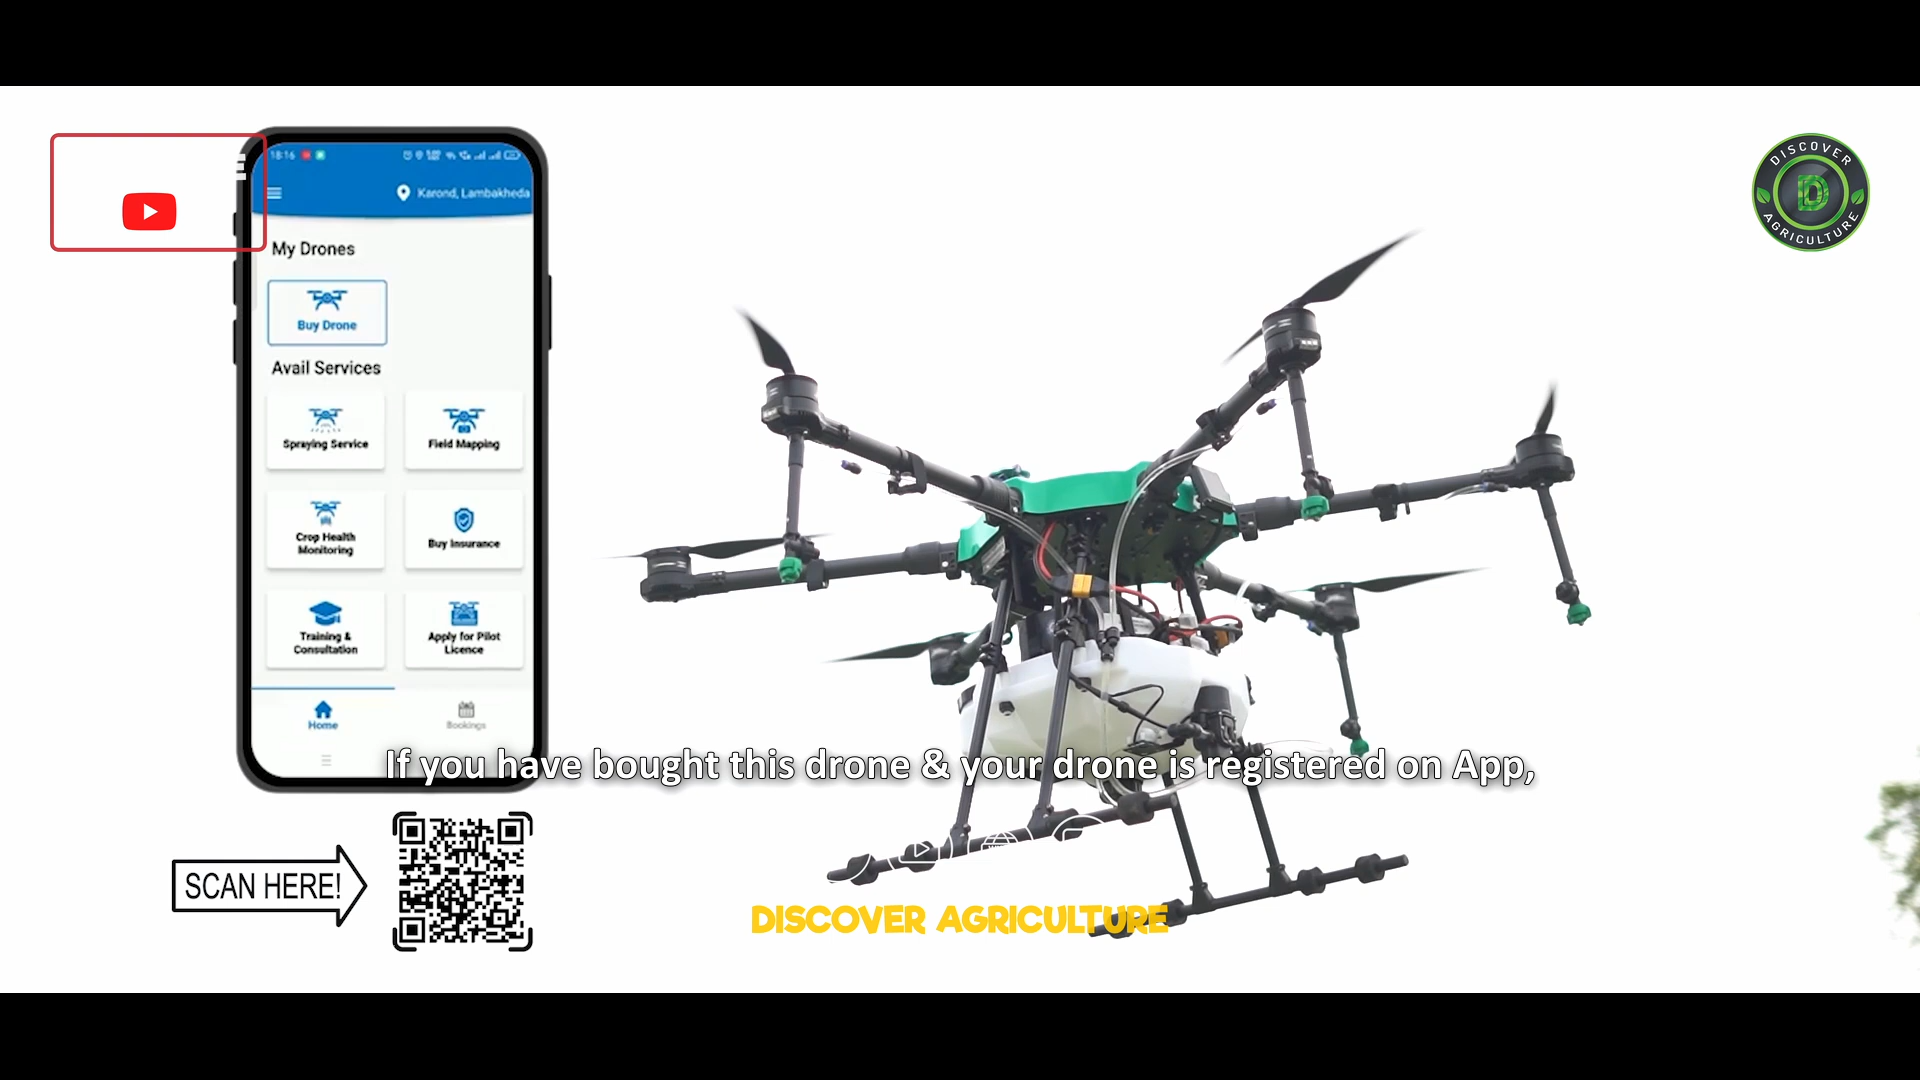 18:16
Karond, Lambakheda
My Drones
Buy Drone
Avail Services
Spraying Service
Field Mapping
Crop Health
Monitoring
Buy Insurance
Training &
Consultation
Apply for Pilot
Licence
Home
Bookings
DISCOVER
D
AGRICULTURE
If you have bought this drone & your drone is registered on App,
SCAN HERE!
DISCOVER AGRICULTURE